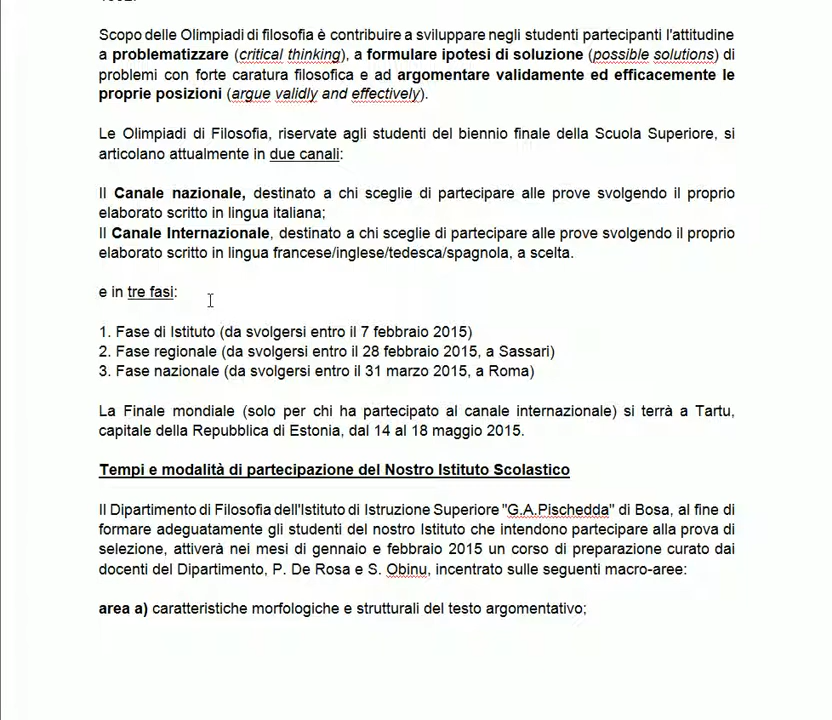 Scopo delle Olimpiadi di filosofia è contribuire a sviluppare negli studenti partecipanti l'attitudine
a problematizzare (critical thinking), a formulare ipotesi di soluzione (possible solutions) di
problemi con forte caratura filosofica e ad argomentare validamente ed efficacemente le
proprie posizioni (argue validly and effectively).
Le Olimpiadi di Filosofia, riservate agli studenti del biennio finale della Scuola Superiore, si
articolano attualmente in due canali:
Il Canale nazionale, destinato a chi sceglie di partecipare alle prove svolgendo il proprio
elaborato scritto in lingua italiana;
Il Canale Internazionale, destinato a chi sceglie di partecipare alle prove svolgendo il proprio
elaborato scritto in lingua francese/inglese/tedesca/spagnola, a scelta.
e in tre fasi:
1. Fase di Istituto (da svolgersi entro il 7 febbraio 2015)
2. Fase regionale (da svolgersi entro il 28 febbraio 2015, a Sassari)
3. Fase nazionale (da svolgersi entro il 31 marzo 2015, a Roma)
La Finale mondiale (solo per chi ha partecipato al canale internazionale) si terrà a Tartu,
capitale della Repubblica di Estonia, dal 14 al 18 maggio 2015.
Tempi e modalità di partecipazione del Nostro Istituto Scolastico
Il Dipartimento di Filosofia dell'Istituto di Istruzione Superiore "G.A.Pischedda" di Bosa, al fine di
formare adeguatamente gli studenti del nostro Istituto che intendono partecipare alla prova di
selezione, attiverà nei mesi di gennaio e febbraio 2015 un corso di preparazione curato dai
docenti del Dipartimento, P. De Rosa e S. Obinu, incentrato sulle seguenti macro-aree:
area a) caratteristiche morfologiche e strutturali del testo argomentativo;